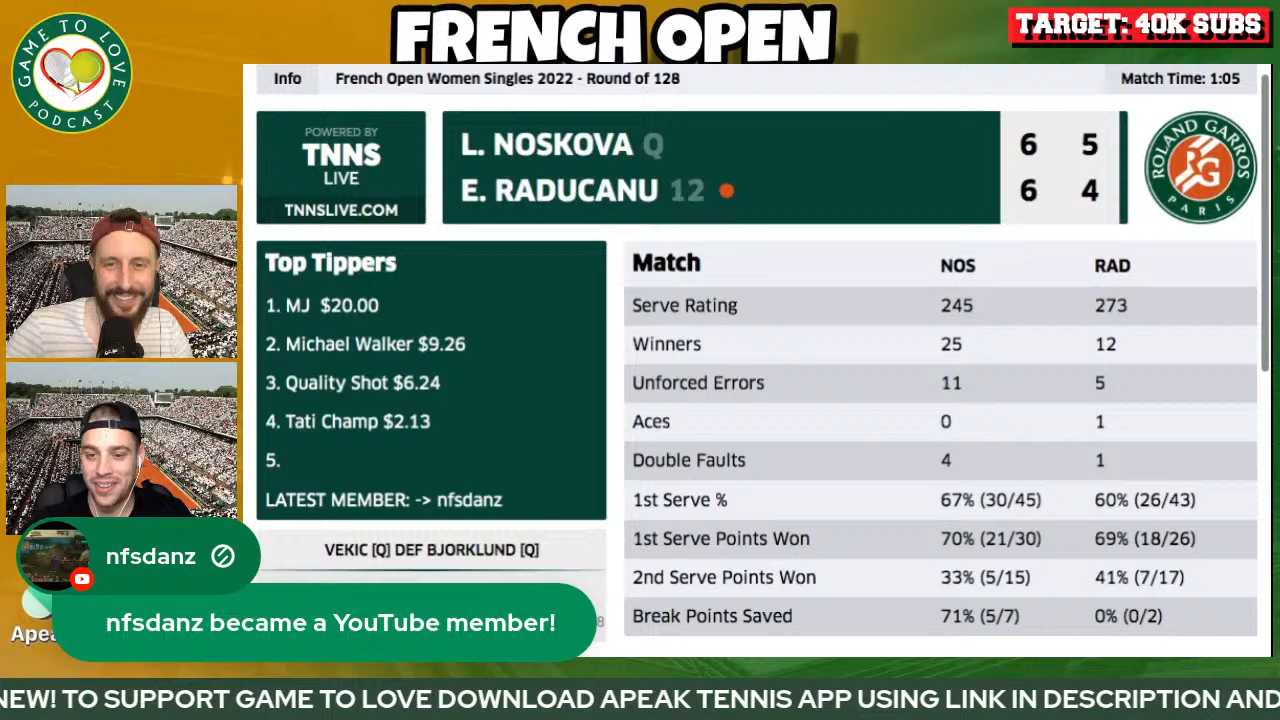 FRENCH OPEN
TARGET: 40K SUBS
GAME TO LOVE
PODCAST
Info French Open Women Singles 2022 - Round of 128 Match Time: 1:05
POWERED BY
TNNS
LIVE
TNNSLIVE.COM
L. NOSKOVA Q 6 5
E. RADUCANU 12 6 4
ROLAND GARROS
RG
PARIS
Top Tippers
1. MJ $20.00
2. Michael Walker $9.26
3. Quality Shot $6.24
4. Tati Champ $2.13
5.
LATEST MEMBER: -> nfsdanz
VEKIC [Q] DEF BJORKLUND [Q]
Match NOS RAD
Serve Rating 245 273
Winners 25 12
Unforced Errors 11 5
Aces 0 1
Double Faults 4 1
1st Serve % 67% (30/45) 60% (26/43)
1st Serve Points Won 70% (21/30) 69% (18/26)
2nd Serve Points Won 33% (5/15) 41% (7/17)
Break Points Saved 71% (5/7) 0% (0/2)
nfsdanz
nfsdanz became a YouTube member!
8
Apea
NEW! TO SUPPORT GAME TO LOVE DOWNLOAD APEAK TENNIS APP USING LINK IN DESCRIPTION AND